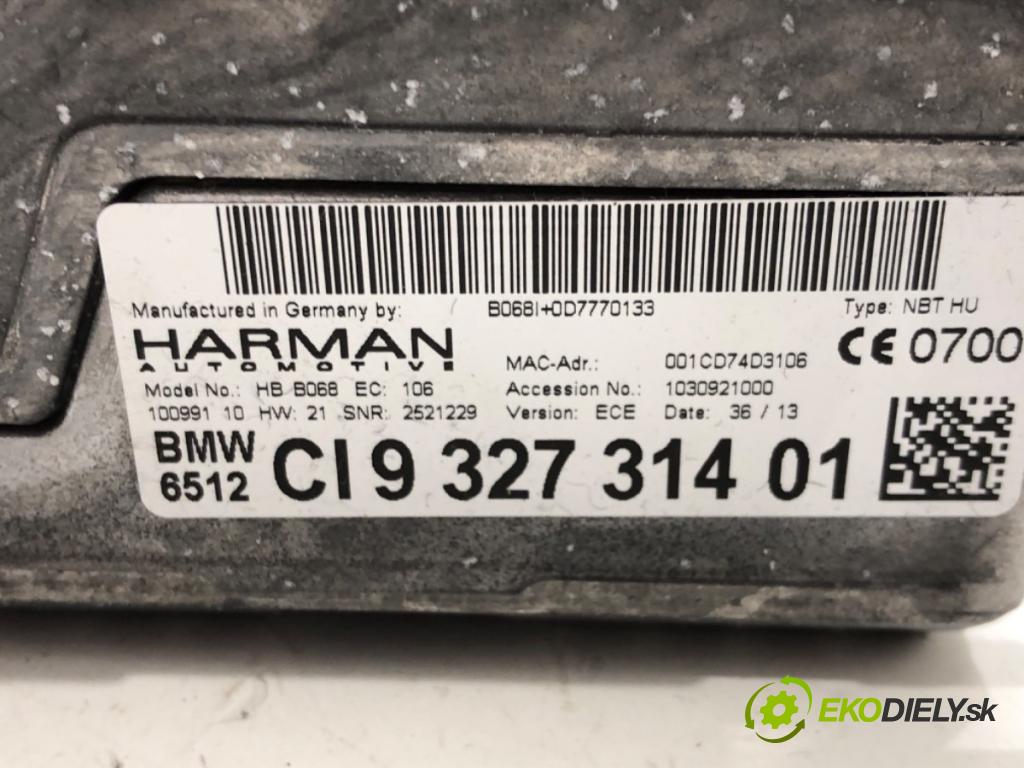 Manufactured in Germany by: B068I+0D7770133 Type: NBT HU
HARMAN
AUTOMOTIVE
CE 0700
MAC-Adr.: 001CD74D3106
Model No.: HB B068 EC: 106 Accession No.: 1030921000
100991 10 HW: 21 SNR: 2521229 Version: ECE Date: 36 / 13
BMW
6512
CI 9 327 314 01
EKODIELY.sk